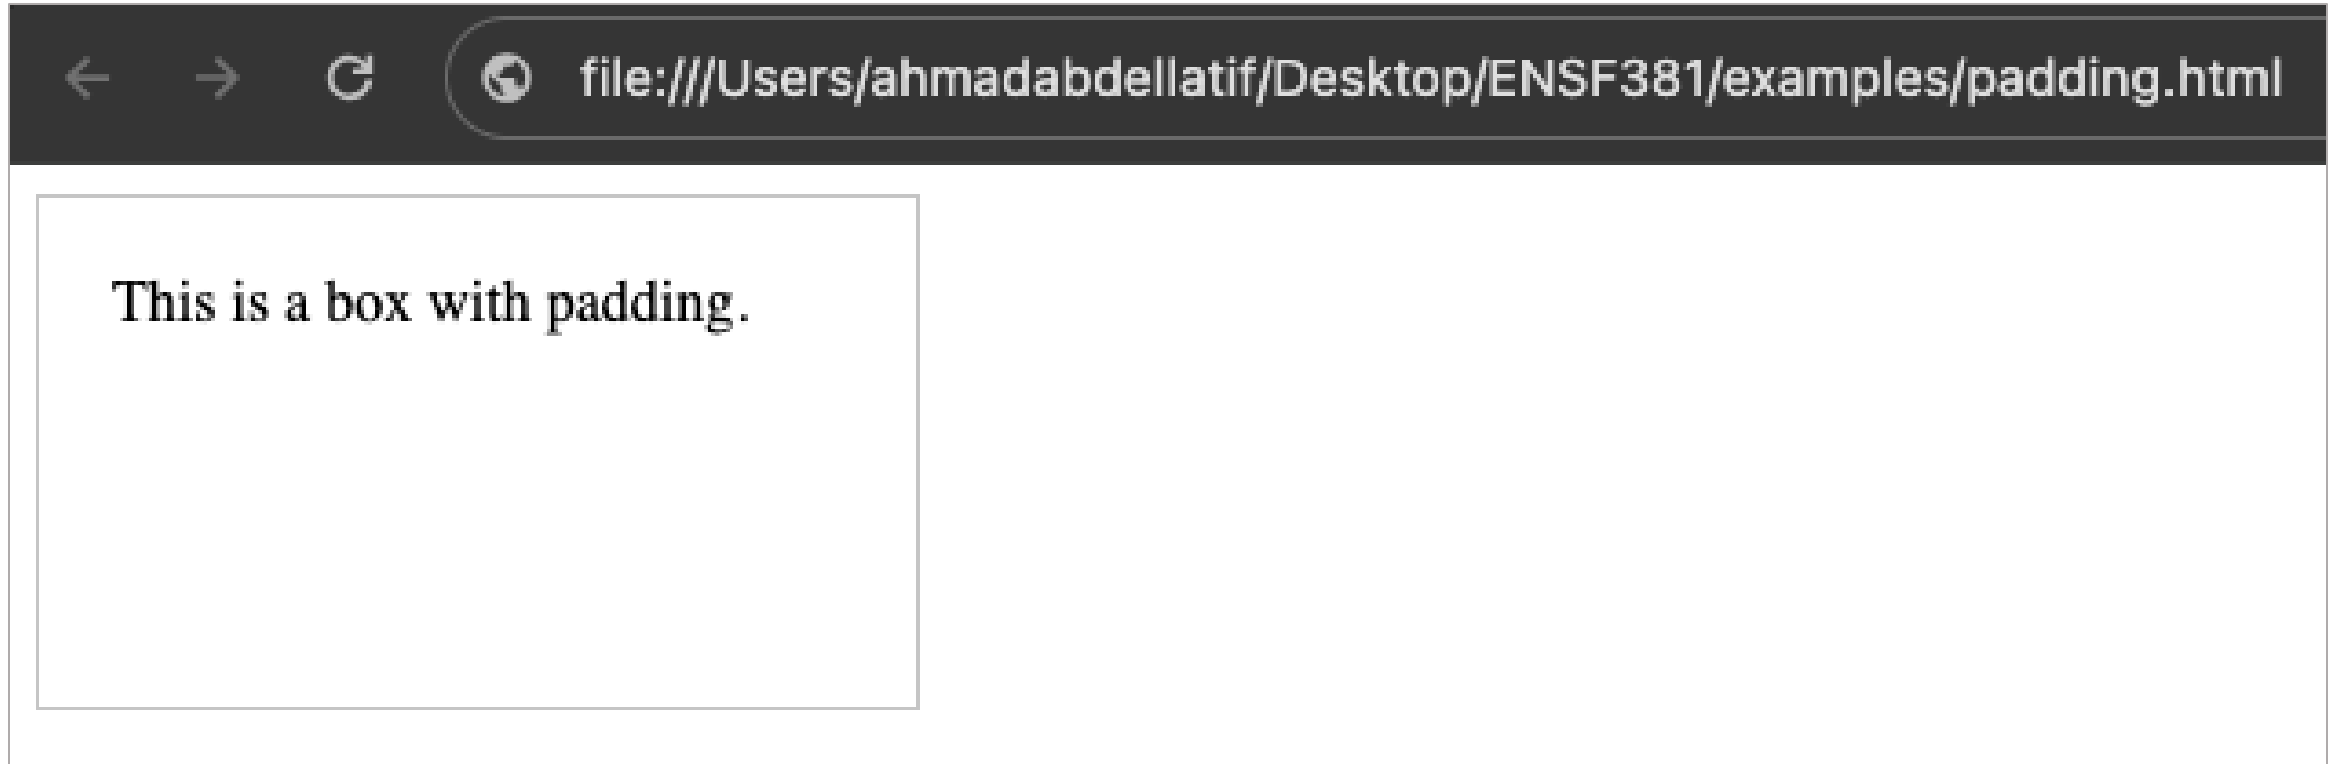 file:///Users/ahmadabdellatif/Desktop/ENSF381/examples/padding.html
This is a box with padding.